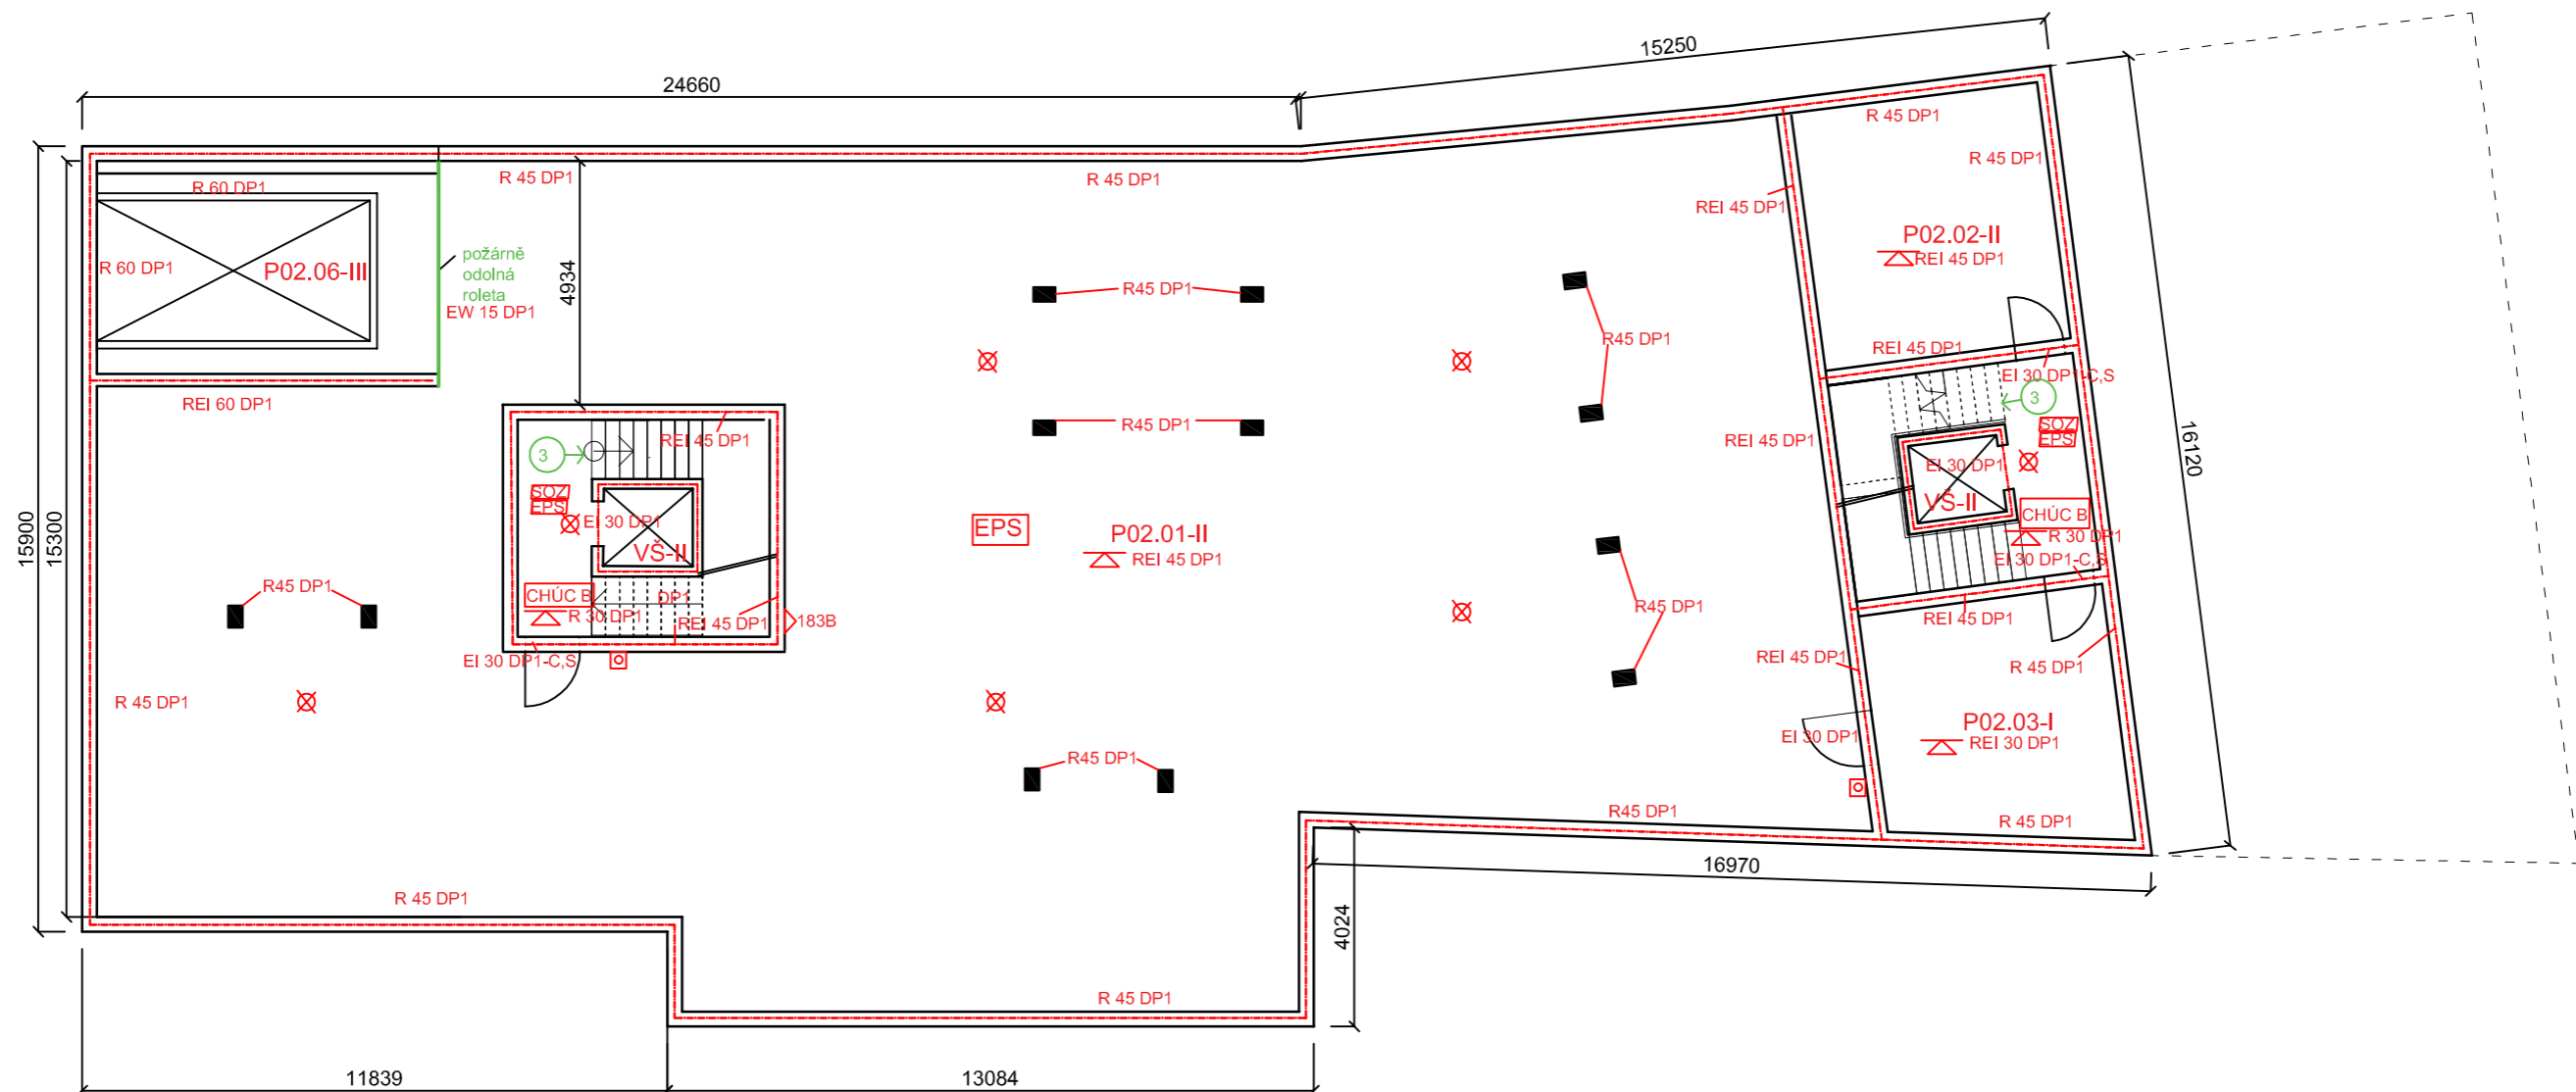 15250
24660
R 45 DP1
R 45 DP1
R 60 DP1
R 45 DP1
R 45 DP1
REI 45 DP1
P02.02-II
REI 45 DP1
požárně
odolná
roleta
EW 15 DP1
R 60 DP1
P02.06-III
4934
R45 DP1
R45 DP1
REI 45 DP1
EI 30 DP1-C,S
3
REI 60 DP1
R45 DP1
REI 45 DP1
REI 45 DP1
SOZ
EPS
16120
3
EI 30 DP1
VŠ-II
SOZ
EPS
EI 30 DP1
VŠ-II
EPS
P02.01-II
REI 45 DP1
CHÚC B
R 30 DP1
EI 30 DP1-C,S
15900
15300
R45 DP1
CHÚC B
R 30 DP1
DP1
REI 45 DP1
183B
R45 DP1
REI 45 DP1
EI 30 DP1-C,S
REI 45 DP1
R 45 DP1
R 45 DP1
P02.03-I
REI 30 DP1
EI 30 DP1
R45 DP1
R45 DP1
R 45 DP1
16970
R 45 DP1
4024
R 45 DP1
11839
13084